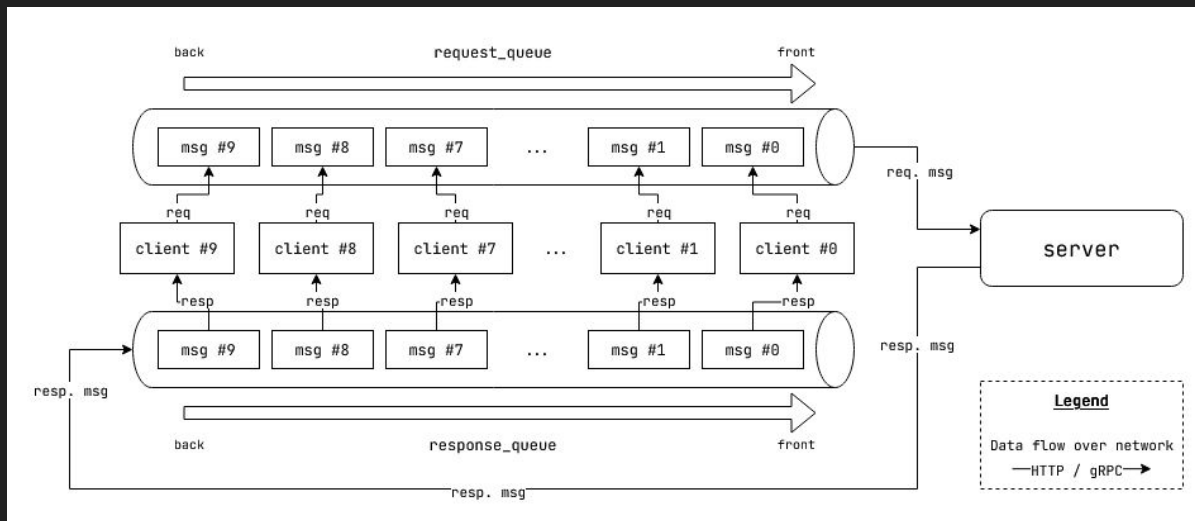 back request_queue front
msg #9 msg #8 msg #7 ... msg #1 msg #0
req. msg
req req req req req
client #9 client #8 client #7 ... client #1 client #0
server
resp resp resp resp resp
msg #9 msg #8 msg #7 ... msg #1 msg #0
resp. msg
resp. msg
back response_queue front
resp. msg
Legend
Data flow over network
HTTP / gRPC